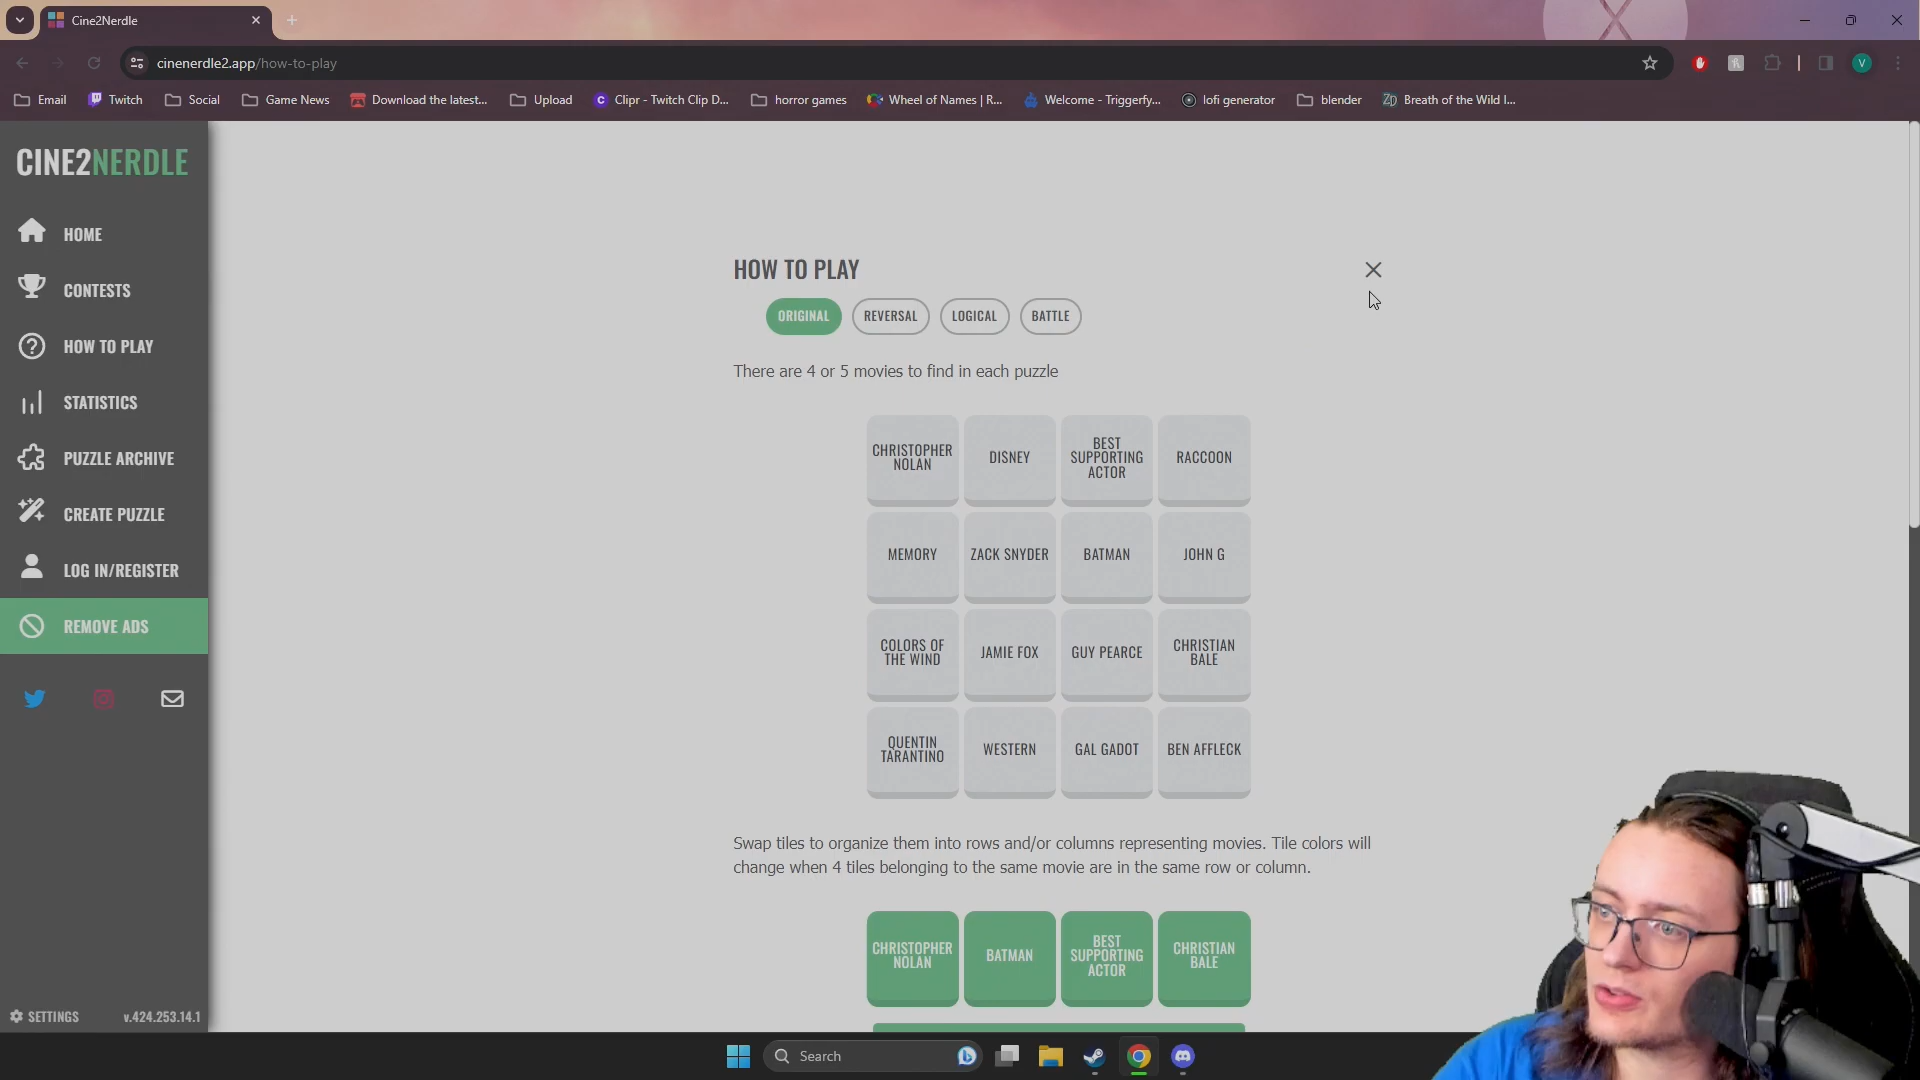 Cine2Nerdle
cinenerdle2.app/how-to-play
V
Email
Twitch
Social
Game News
Download the latest...
Upload
Clipr - Twitch Clip D...
horror games
Wheel of Names | R...
Welcome - Triggerfy...
lofi generator
blender
Breath of the Wild I...
CINE2NERDLE
HOME
CONTESTS
HOW TO PLAY
STATISTICS
PUZZLE ARCHIVE
CREATE PUZZLE
LOG IN/REGISTER
REMOVE ADS
SETTINGS
v.424.253.14.1
HOW TO PLAY
ORIGINAL
REVERSAL
LOGICAL
BATTLE
There are 4 or 5 movies to find in each puzzle
CHRISTOPHER
NOLAN
DISNEY
BEST
SUPPORTING
ACTOR
RACCOON
MEMORY
ZACK SNYDER
BATMAN
JOHN G
COLORS OF
THE WIND
JAMIE FOX
GUY PEARCE
CHRISTIAN
BALE
QUENTIN
TARANTINO
WESTERN
GAL GADOT
BEN AFFLECK
Swap tiles to organize them into rows and/or columns representing movies. Tile colors will
change when 4 tiles belonging to the same movie are in the same row or column.
CHRISTOPHER
NOLAN
BATMAN
BEST
SUPPORTING
ACTOR
CHRISTIAN
BALE
Search